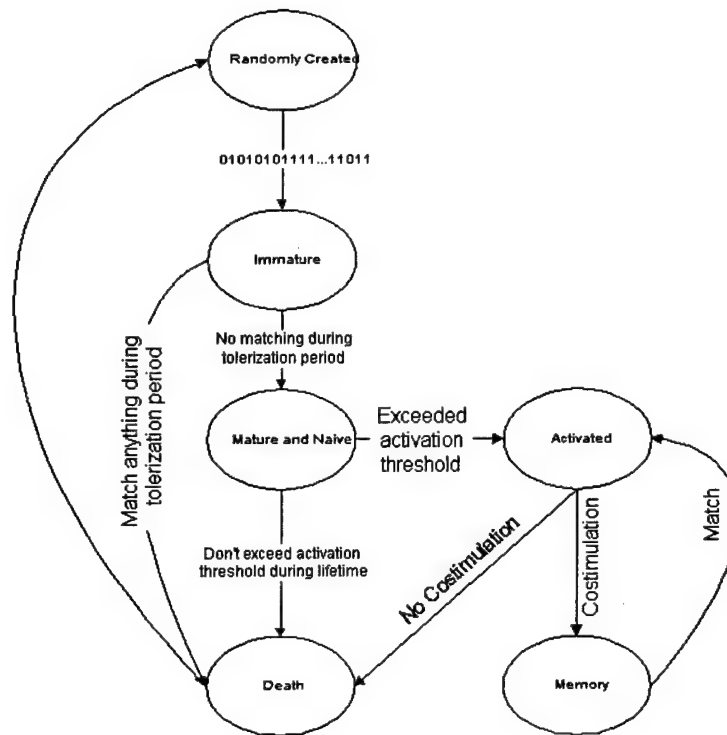 Randomly Created
01010101111...11011
Immature
No matching during
tolerization period
Match anything during
tolerization period
Mature and Naive
Exceeded
activation
threshold
Activated
Don't exceed activation
threshold during lifetime
No Costimulation
Costimulation
Match
Death
Memory